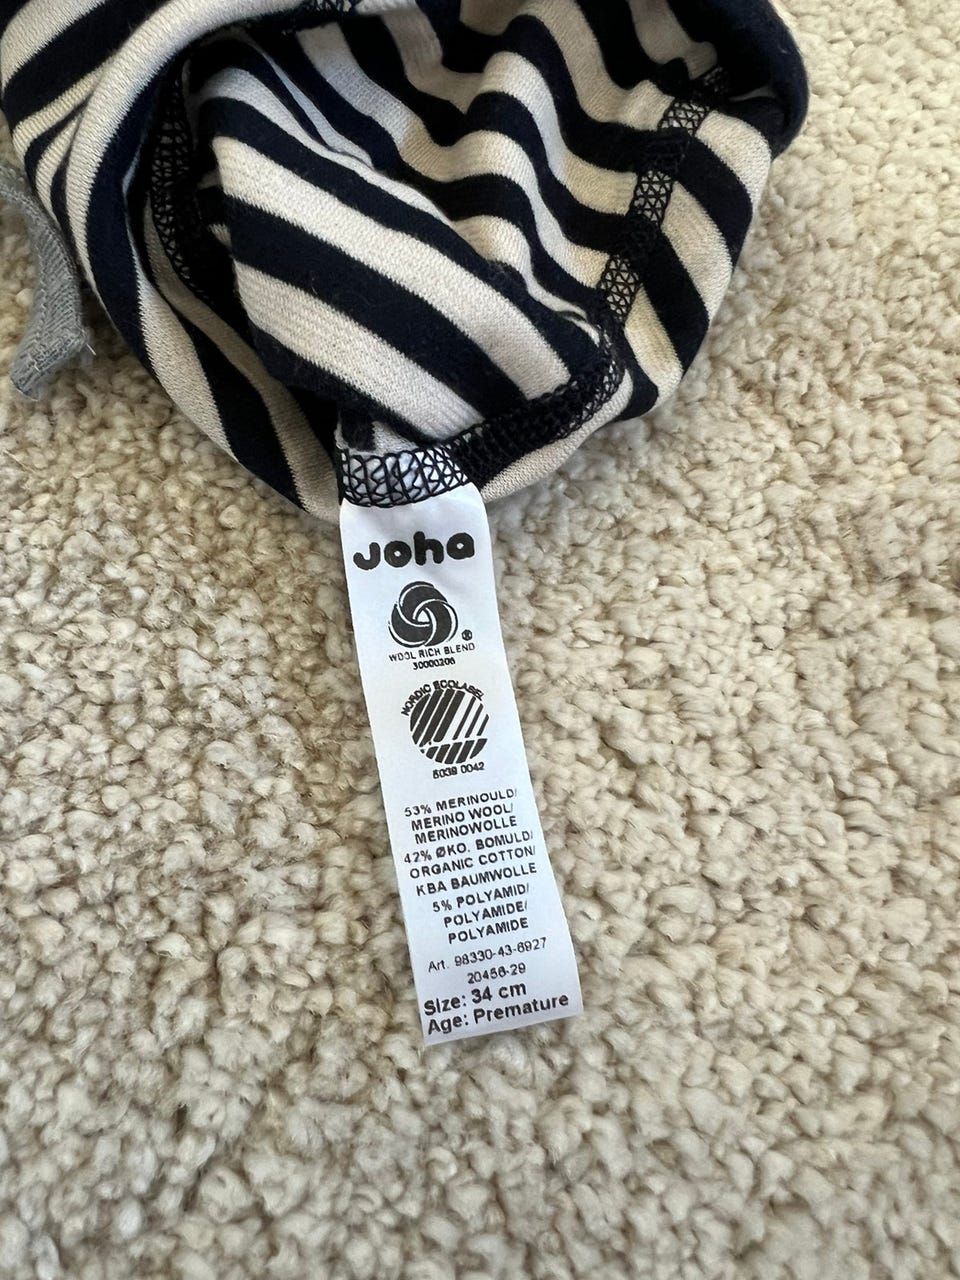 Joha
WOOL RICH BLEND
30000206
NORDIC ECOLABEL
5039 0042
53% MERINOULD/
MERINO WOOL/
MERINOWOLLE
42% ØKO. BOMULD/
ORGANIC COTTON/
KBA BAUMWOLLE
5% POLYAMID/
POLYAMIDE/
POLYAMIDE
Art. 98330-43-6927
20456-29
Size: 34 cm
Age: Premature